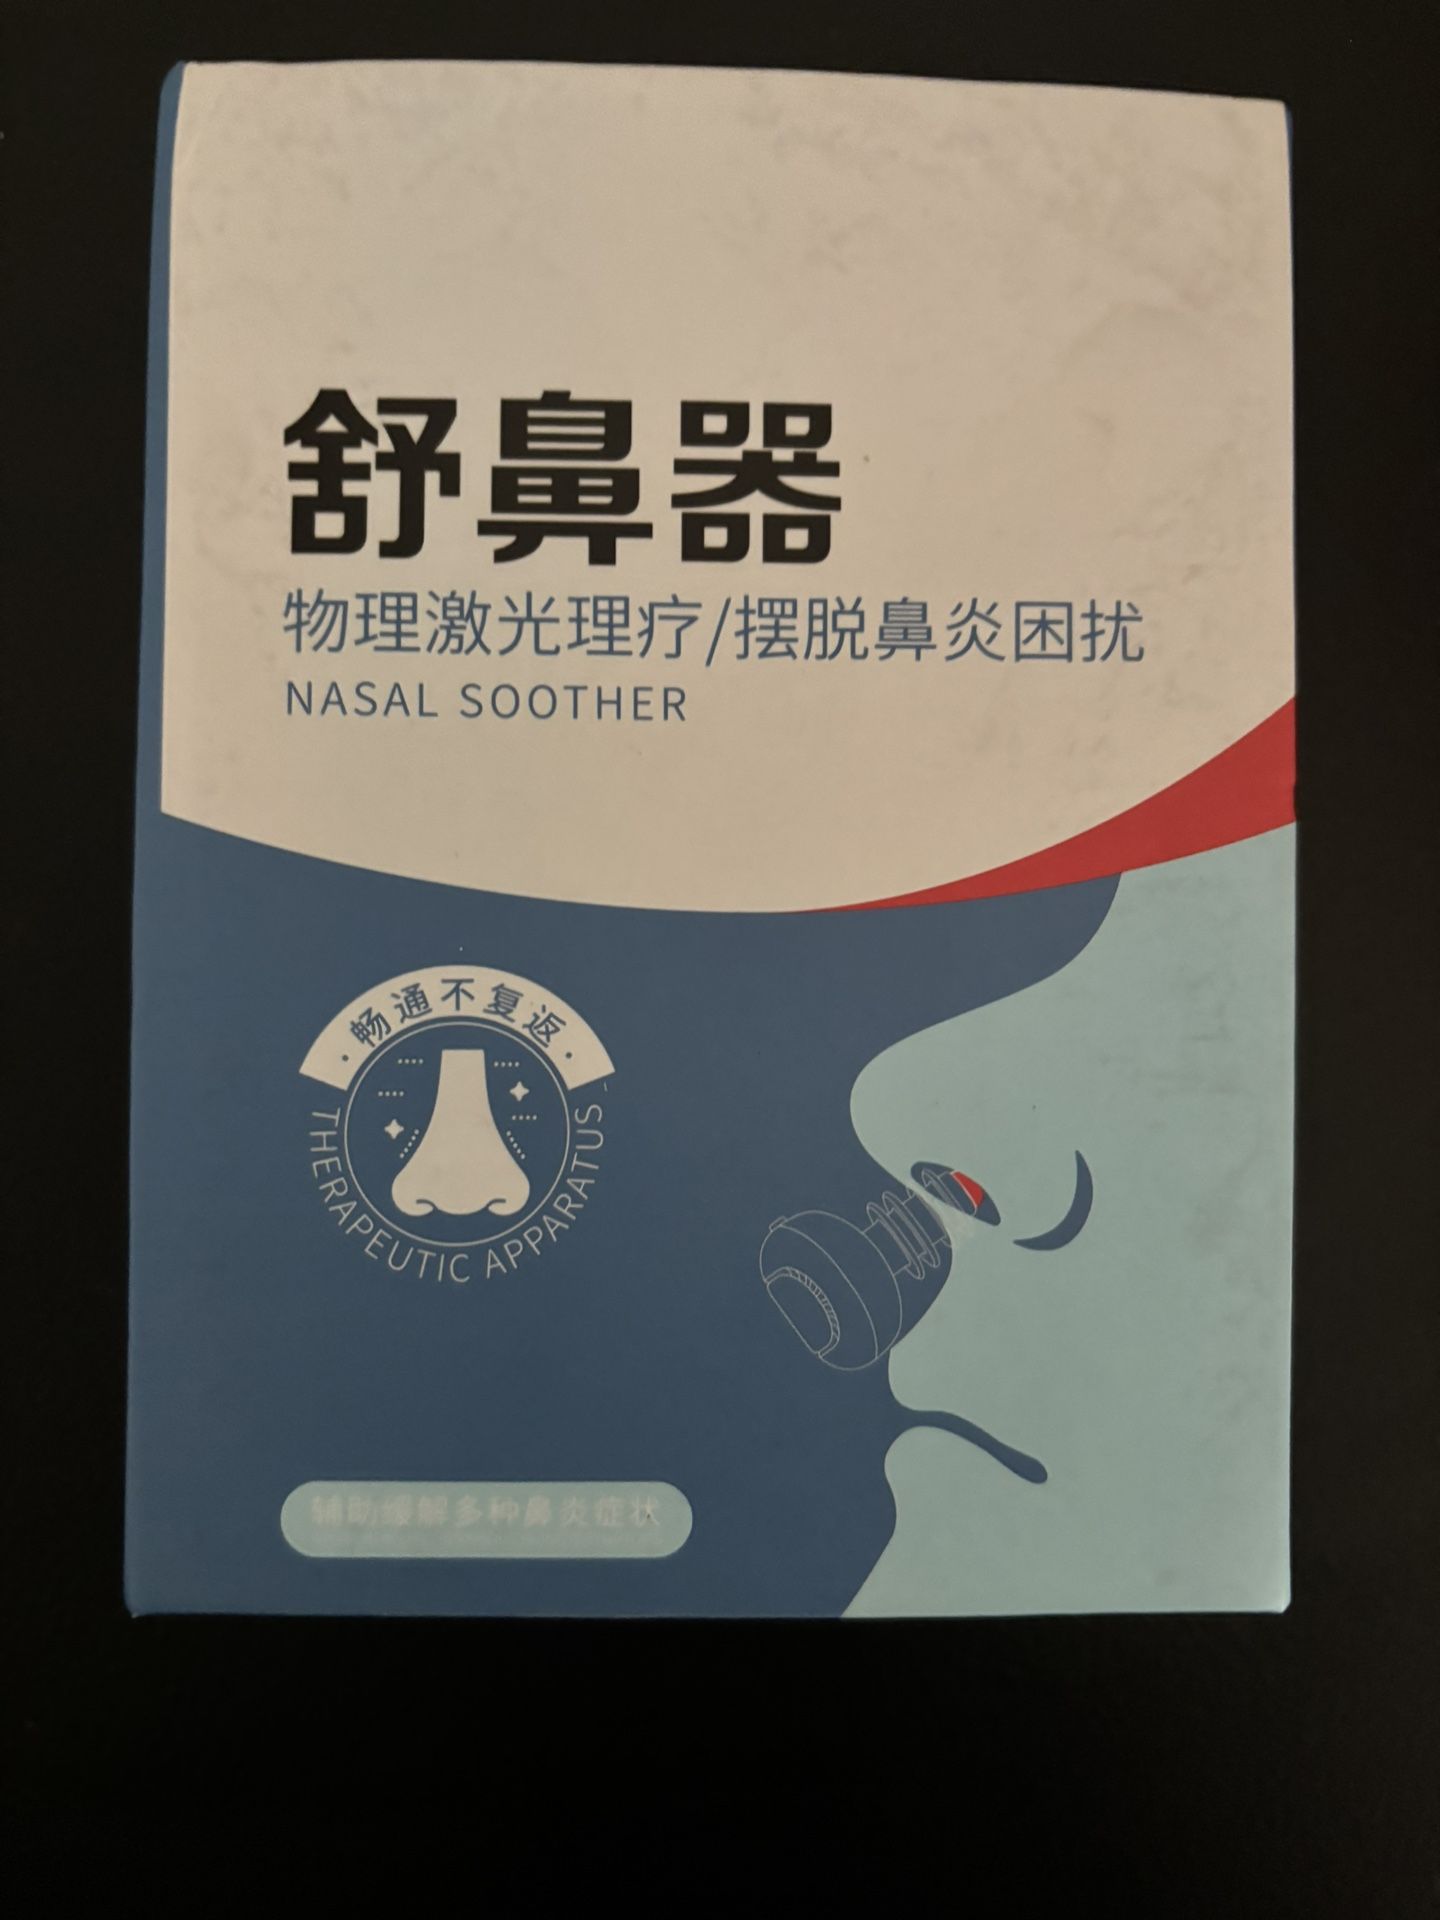 舒鼻器
物理激光理疗/摆脱鼻炎困扰
NASAL SOOTHER
·畅通不复返·
THERAPEUTIC APPARATUS
辅助缓解多种鼻炎症状